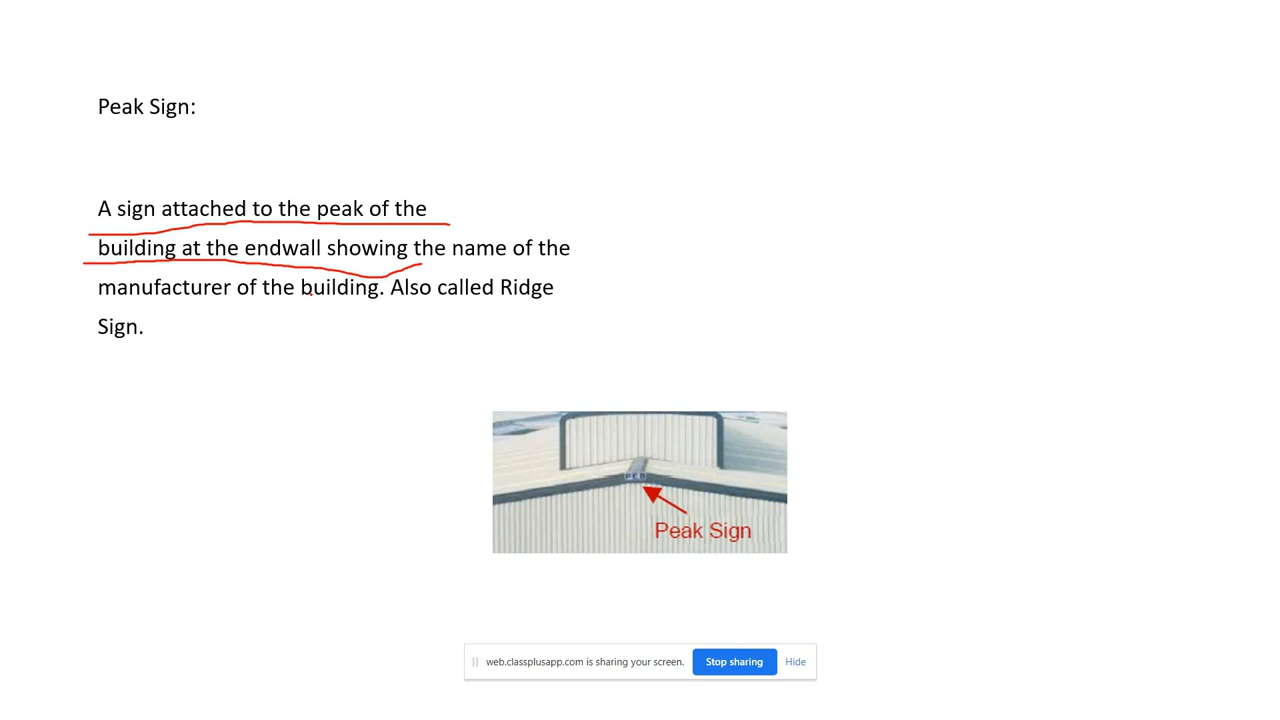 Peak Sign:
A sign attached to the peak of the
building at the endwall showing the name of the
manufacturer of the building. Also called Ridge
Sign.
Peak Sign
web.classplusapp.com is sharing your screen.
Stop sharing
Hide